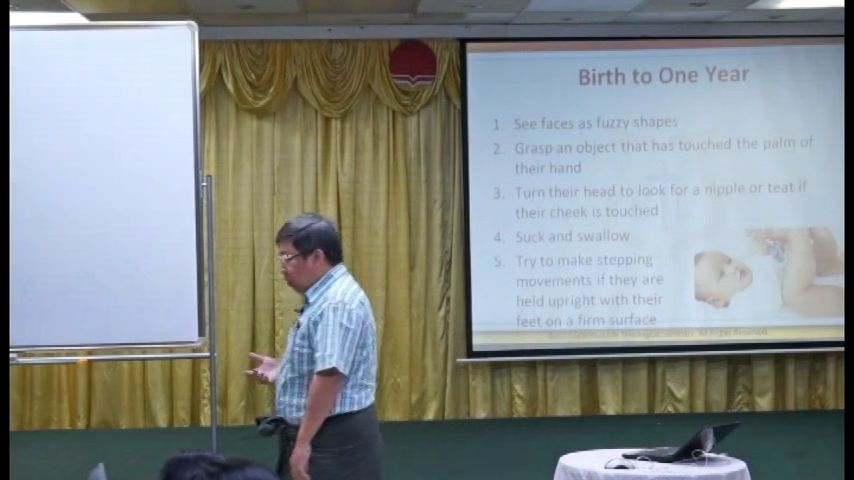 Birth to One Year
1. See faces as fuzzy shapes
2. Grasp an object that has touched the palm of
their hand
3. Turn their head to look for a nipple or teat if
their cheek is touched
4. Suck and swallow
5. Try to make stepping
movements if they are
held upright with their
feet on a firm surface
All Rights Reserved